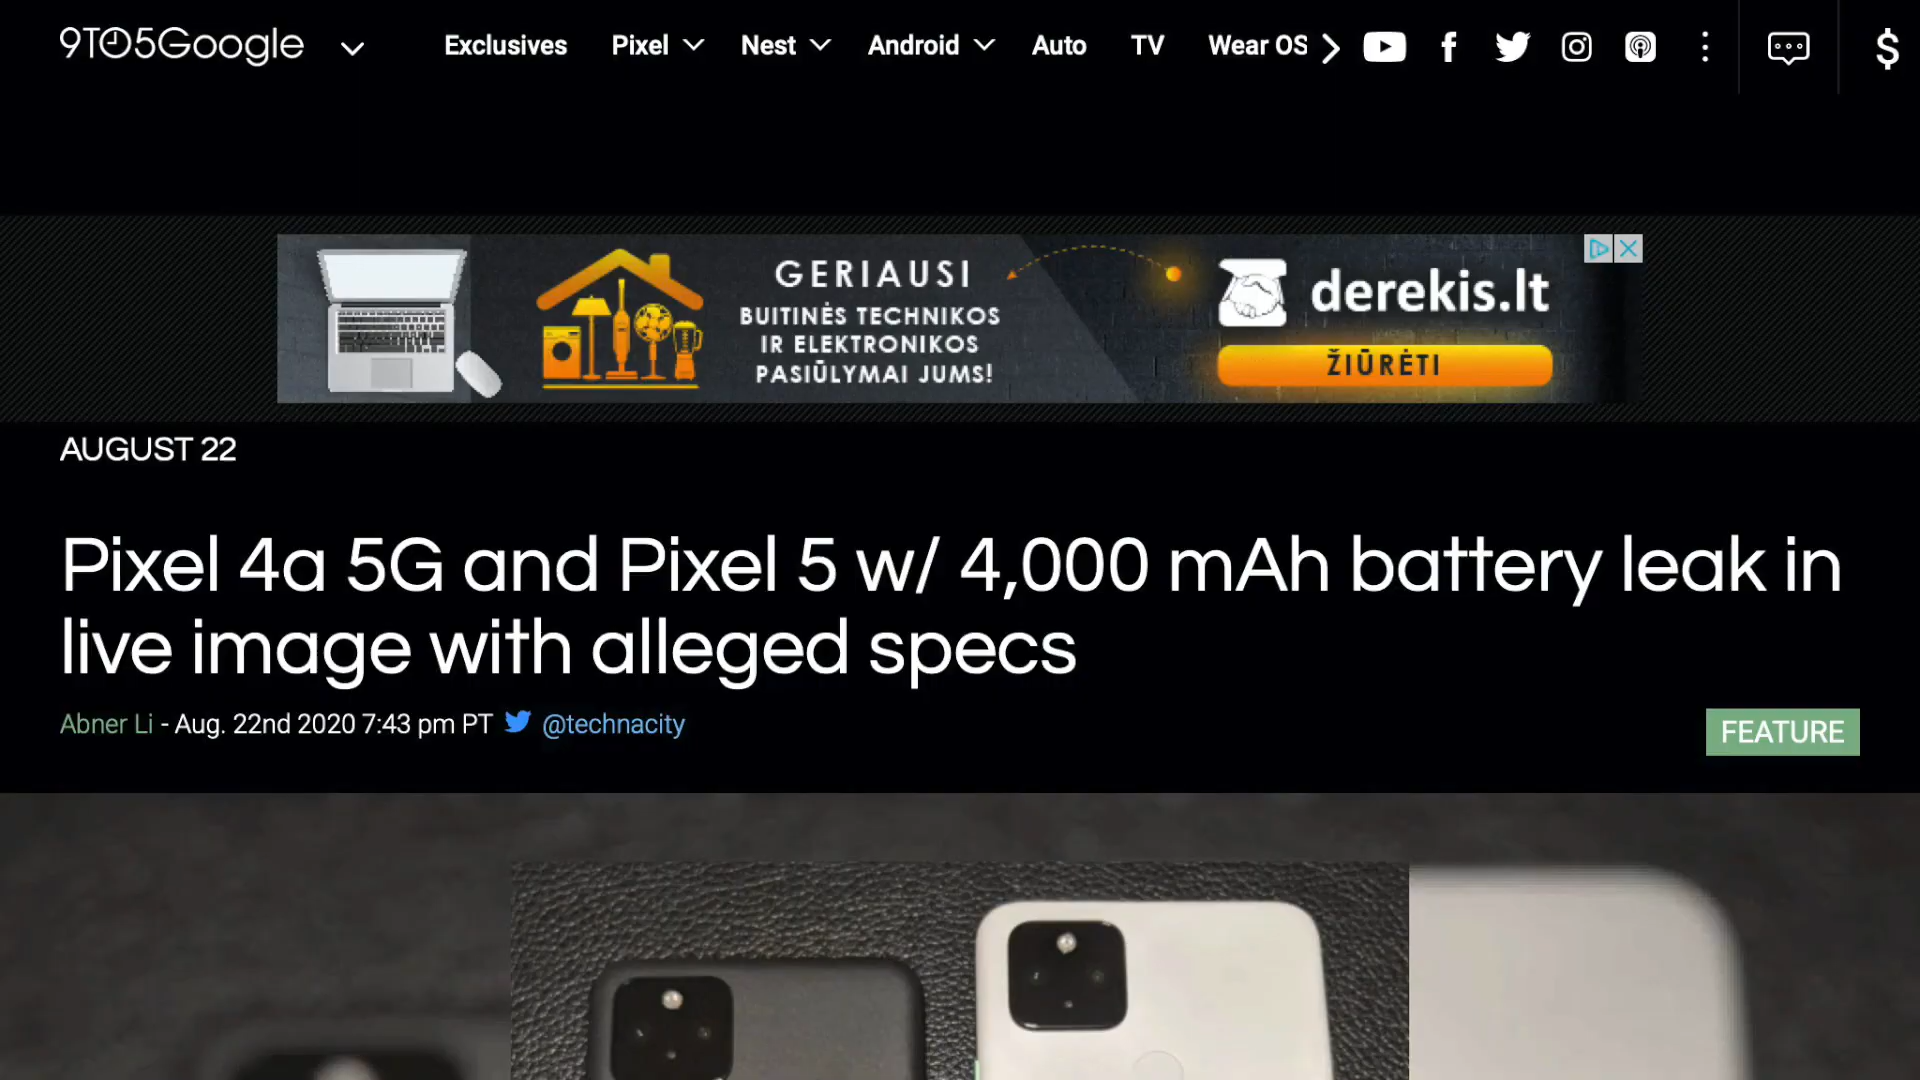 9TO5Google
Exclusives Pixel Nest Android Auto TV Wear OS
GERIAUSI
BUITINĖS TECHNIKOS
IR ELEKTRONIKOS
PASIŪLYMAI JUMS!
derekis.lt
ŽIŪRĖTI
AUGUST 22
Pixel 4a 5G and Pixel 5 w/ 4,000 mAh battery leak in
live image with alleged specs
Abner Li - Aug. 22nd 2020 7:43 pm PT @technacity
FEATURE